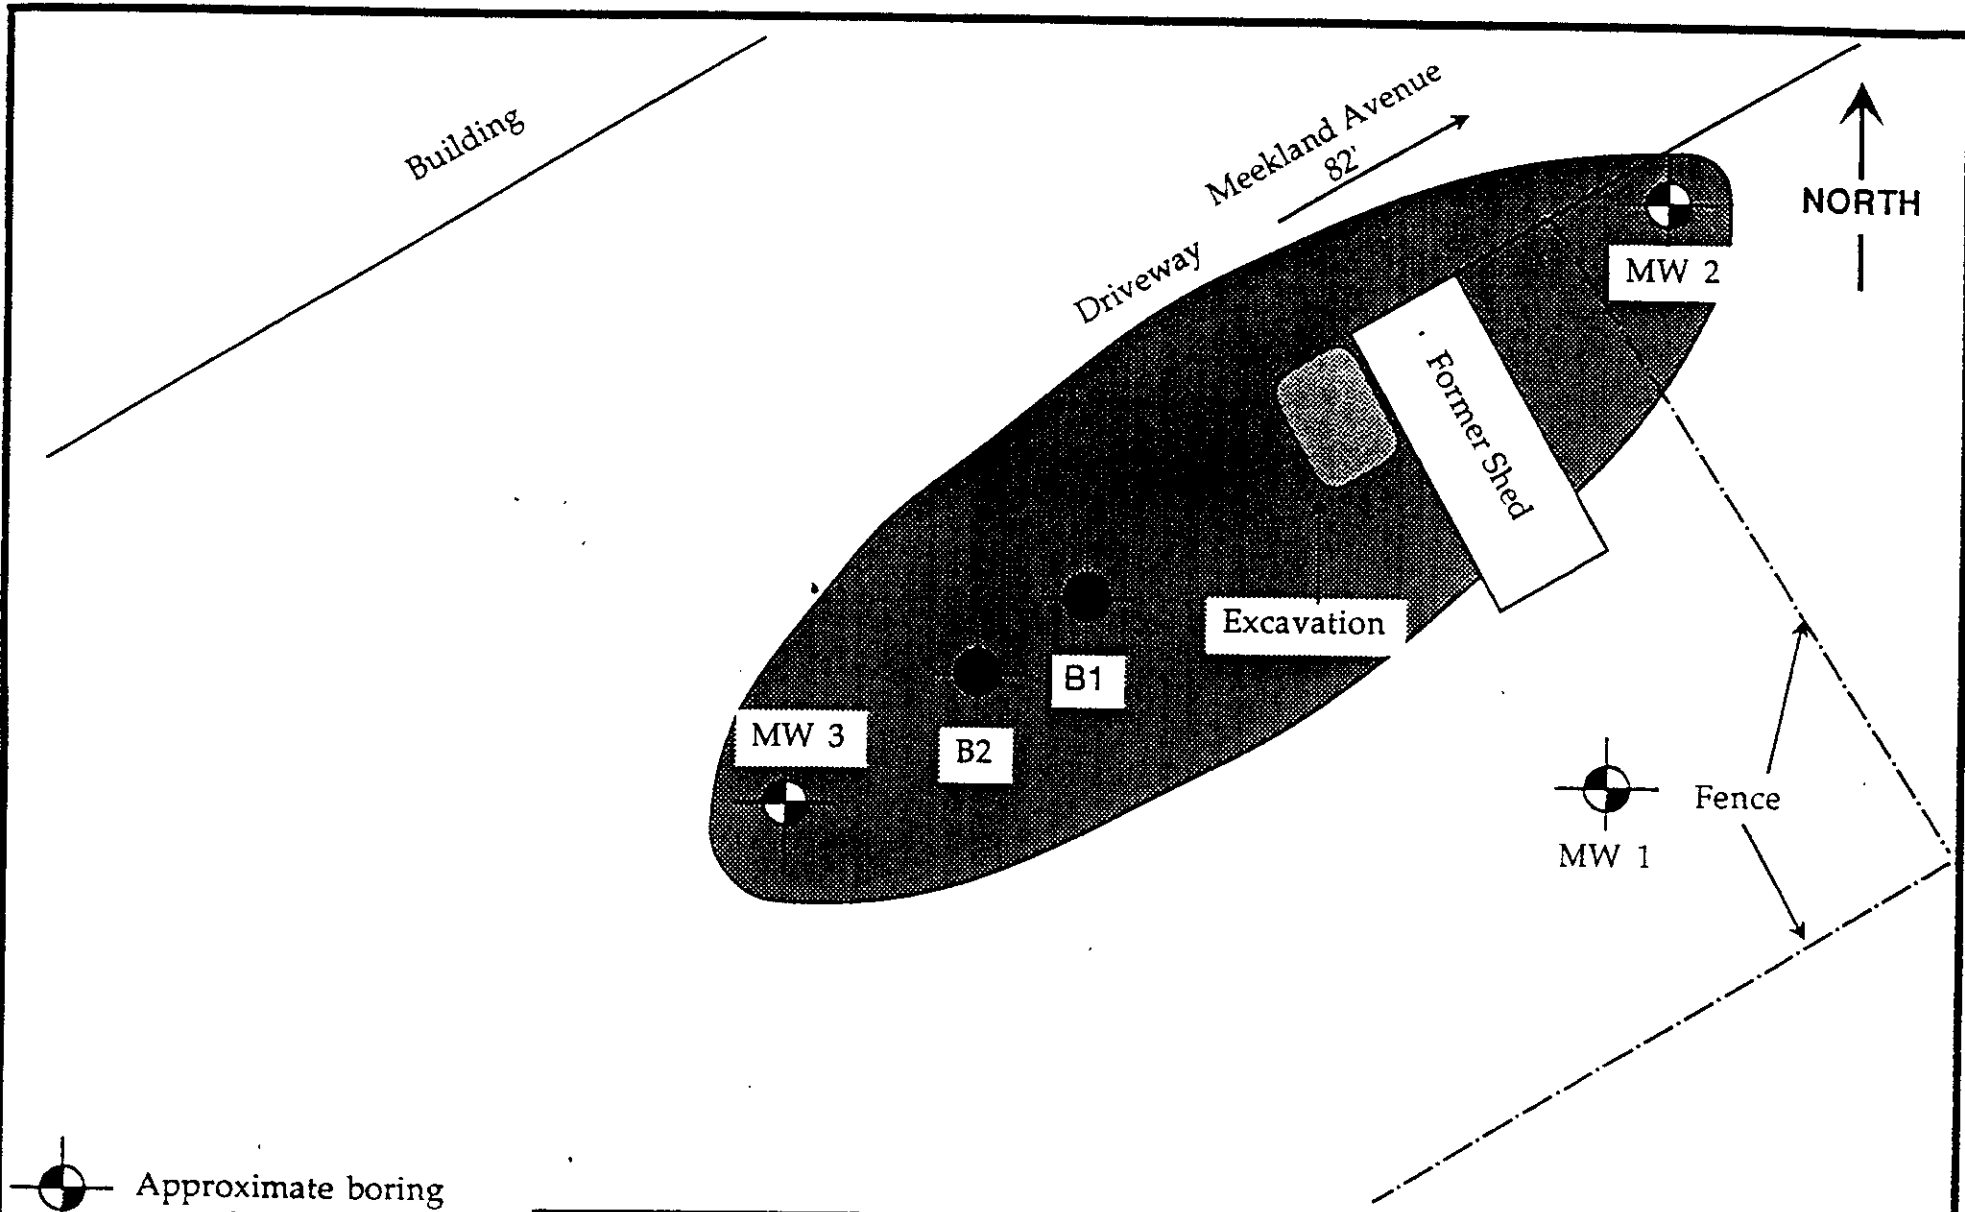 Building
Meekland Avenue
82'
NORTH
Driveway
MW 2
Former Shed
Excavation
B1
MW 3
B2
Fence
MW 1
Approximate boring